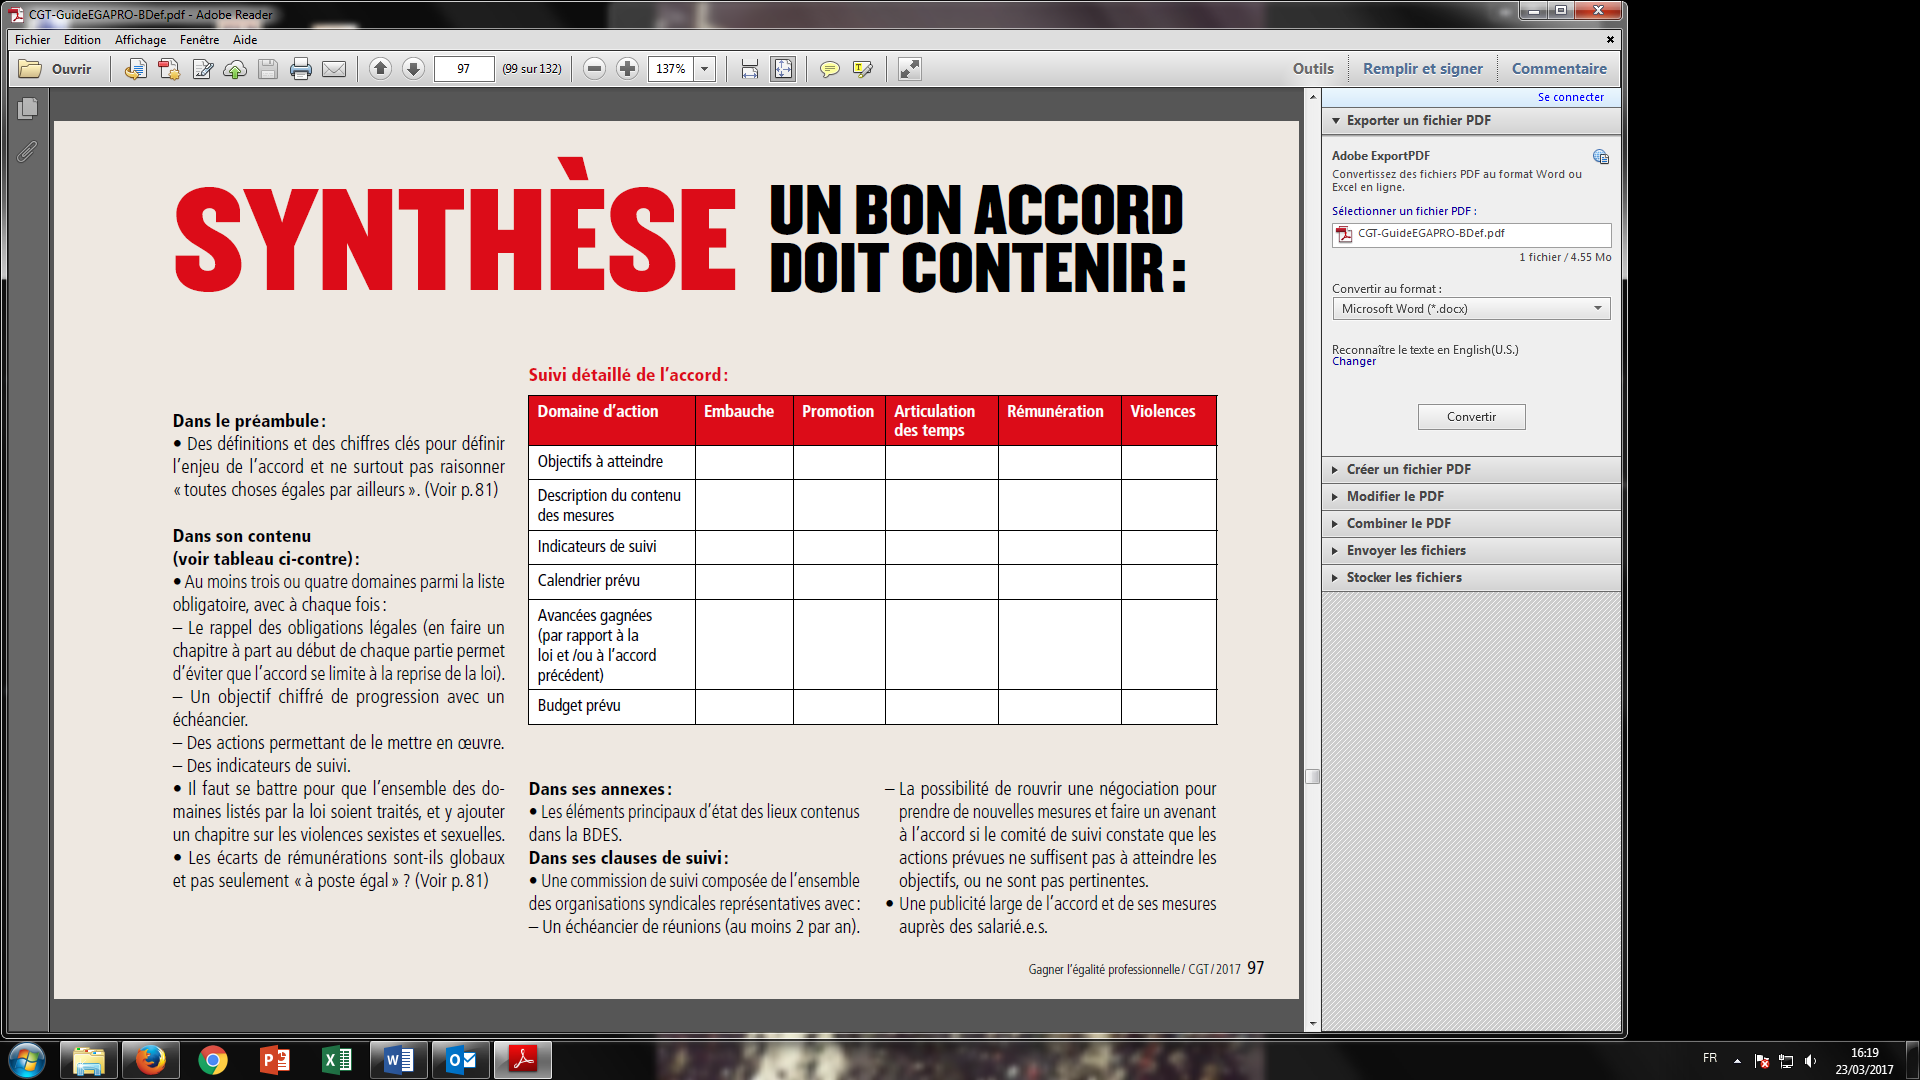 CGT-GuideEGAPRO-BDef.pdf - Adobe Reader
Fichier Edition Affichage Fenêtre Aide
Ouvrir 97 (99 sur 132) 137% Outils Remplir et signer Commentaire
SYNTHÈSE
UN BON ACCORD
DOIT CONTENIR :
Dans le préambule :
• Des définitions et des chiffres clés pour définir
l'enjeu de l'accord et ne surtout pas raisonner
« toutes choses égales par ailleurs ». (Voir p. 81)
Dans son contenu
(voir tableau ci-contre) :
• Au moins trois ou quatre domaines parmi la liste
obligatoire, avec à chaque fois :
– Le rappel des obligations légales (en faire un
chapitre à part au début de chaque partie permet
d'éviter que l'accord se limite à la reprise de la loi).
– Un objectif chiffré de progression avec un
échéancier.
– Des actions permettant de le mettre en œuvre.
– Des indicateurs de suivi.
• Il faut se battre pour que l'ensemble des do-
maines listés par la loi soient traités, et y ajouter
un chapitre sur les violences sexistes et sexuelles.
• Les écarts de rémunérations sont-ils globaux
et pas seulement « à poste égal » ? (Voir p. 81)
Suivi détaillé de l'accord :
Domaine d'action Embauche Promotion Articulation des temps Rémunération Violences
Objectifs à atteindre
Description du contenu
des mesures
Indicateurs de suivi
Calendrier prévu
Avancées gagnées
(par rapport à la
loi et /ou à l'accord
précédent)
Budget prévu
Dans ses annexes :
• Les éléments principaux d'état des lieux contenus
dans la BDES.
Dans ses clauses de suivi :
• Une commission de suivi composée de l'ensemble
des organisations syndicales représentatives avec :
– Un échéancier de réunions (au moins 2 par an).
– La possibilité de rouvrir une négociation pour
prendre de nouvelles mesures et faire un avenant
à l'accord si le comité de suivi constate que les
actions prévues ne suffisent pas à atteindre les
objectifs, ou ne sont pas pertinentes.
• Une publicité large de l'accord et de ses mesures
auprès des salarié.e.s.
Gagner l'égalité professionnelle / CGT / 2017 97
Se connecter
Exporter un fichier PDF
Adobe ExportPDF
Convertissez des fichiers PDF au format Word ou
Excel en ligne.
Sélectionner un fichier PDF :
CGT-GuideEGAPRO-BDef.pdf
1 fichier / 4.55 Mo
Convertir au format :
Microsoft Word (*.docx)
Reconnaître le texte en English(U.S.)
Changer
Convertir
Créer un fichier PDF
Modifier le PDF
Combiner le PDF
Envoyer les fichiers
Stocker les fichiers
FR
16:19
23/03/2017